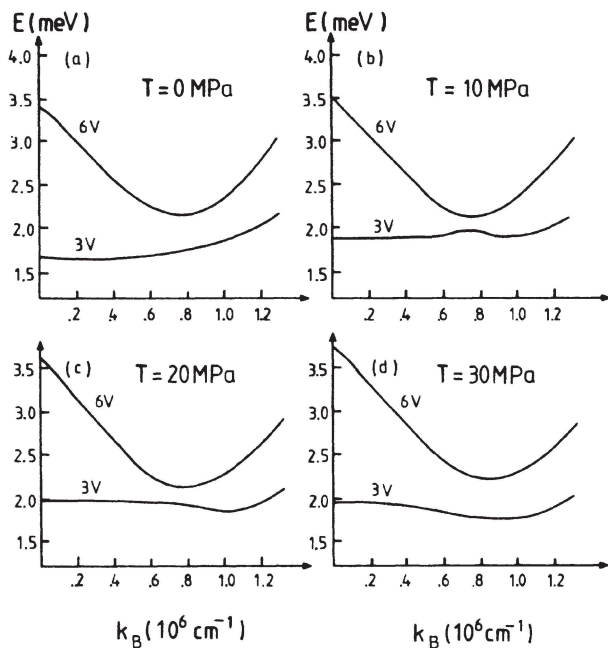 E(meV)
E(meV)
(a)
T = 0 MPa
4.0
3.5
3.0
2.5
2.0
1.5
6V
3V
.2 .4 .6 .8 1.0 1.2
(b)
T = 10 MPa
4.0
3.5
3.0
2.5
2.0
1.5
6V
3V
.2 .4 .6 .8 1.0 1.2
(c)
T = 20 MPa
3.5
3.0
2.5
2.0
1.5
6V
3V
.2 .4 .6 .8 1.0 1.2
k_B (10⁶ cm⁻¹)
(d)
T = 30 MPa
3.5
3.0
2.5
2.0
1.5
6V
3V
.2 .4 .6 .8 1.0 1.2
k_B (10⁶ cm⁻¹)